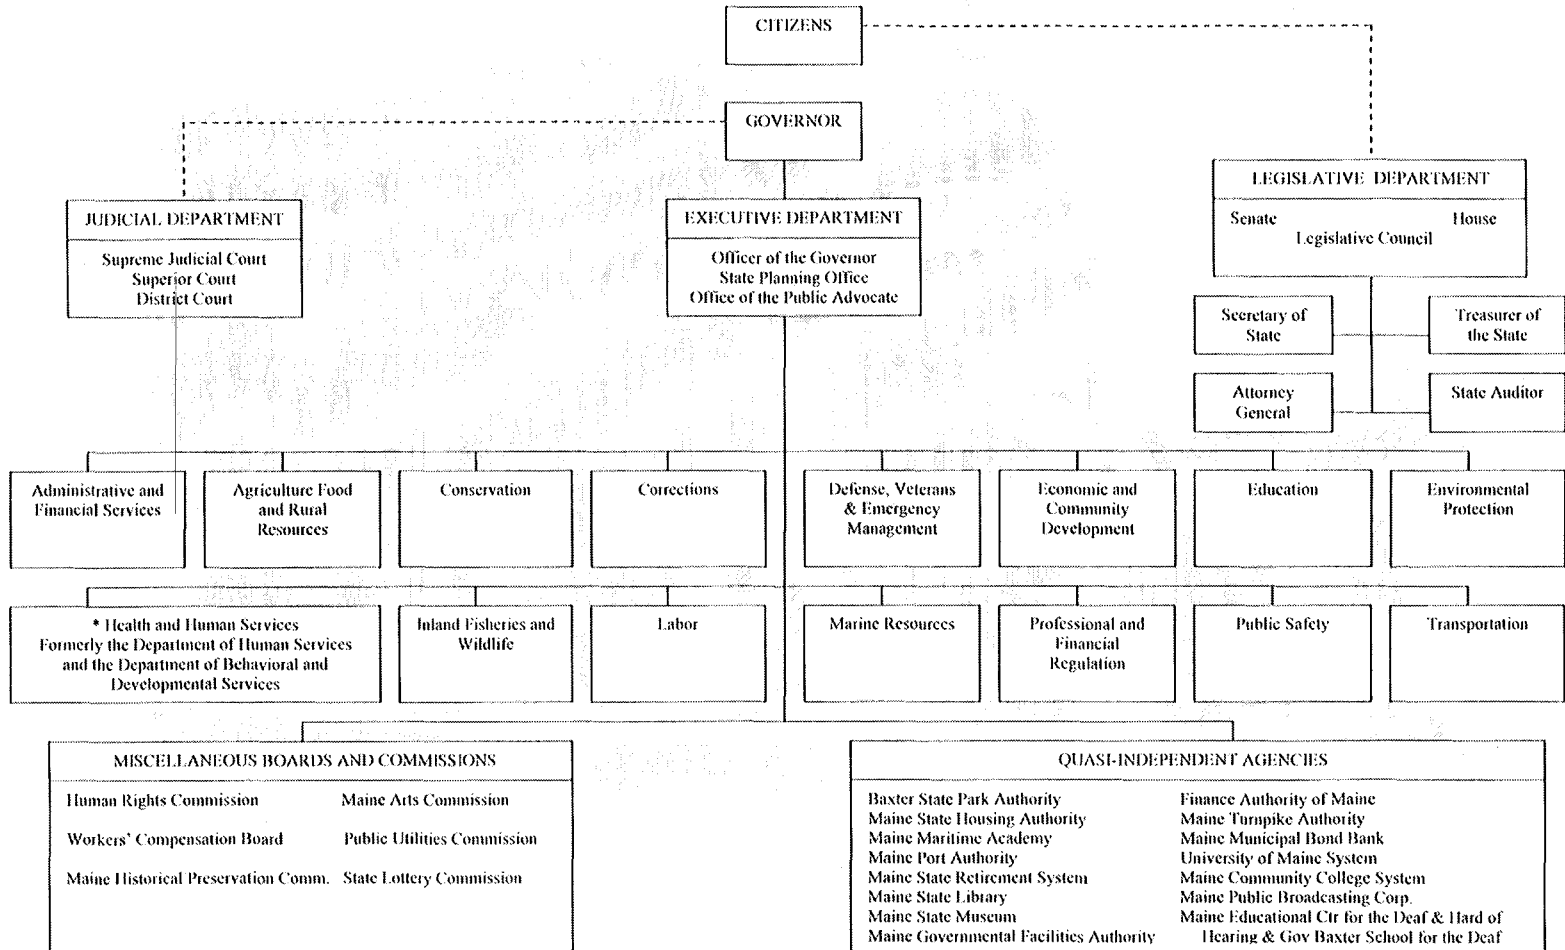 CITIZENS
GOVERNOR
LEGISLATIVE DEPARTMENT
Senate House
Legislative Council
JUDICIAL DEPARTMENT
Supreme Judicial Court
Superior Court
District Court
EXECUTIVE DEPARTMENT
Officer of the Governor
State Planning Office
Office of the Public Advocate
Secretary of
State
Treasurer of
the State
Attorney
General
State Auditor
Administrative and
Financial Services
Agriculture Food
and Rural
Resources
Conservation
Corrections
Defense, Veterans
& Emergency
Management
Economic and
Community
Development
Education
Environmental
Protection
* Health and Human Services
Formerly the Department of Human Services
and the Department of Behavioral and
Developmental Services
Inland Fisheries and
Wildlife
Labor
Marine Resources
Professional and
Financial
Regulation
Public Safety
Transportation
MISCELLANEOUS BOARDS AND COMMISSIONS
Human Rights Commission Maine Arts Commission
Workers' Compensation Board Public Utilities Commission
Maine Historical Preservation Comm. State Lottery Commission
QUASI-INDEPENDENT AGENCIES
Baxter State Park Authority Finance Authority of Maine
Maine State Housing Authority Maine Turnpike Authority
Maine Maritime Academy Maine Municipal Bond Bank
Maine Port Authority University of Maine System
Maine State Retirement System Maine Community College System
Maine State Library Maine Public Broadcasting Corp.
Maine State Museum Maine Educational Ctr for the Deaf & Hard of
Maine Governmental Facilities Authority Hearing & Gov Baxter School for the Deaf